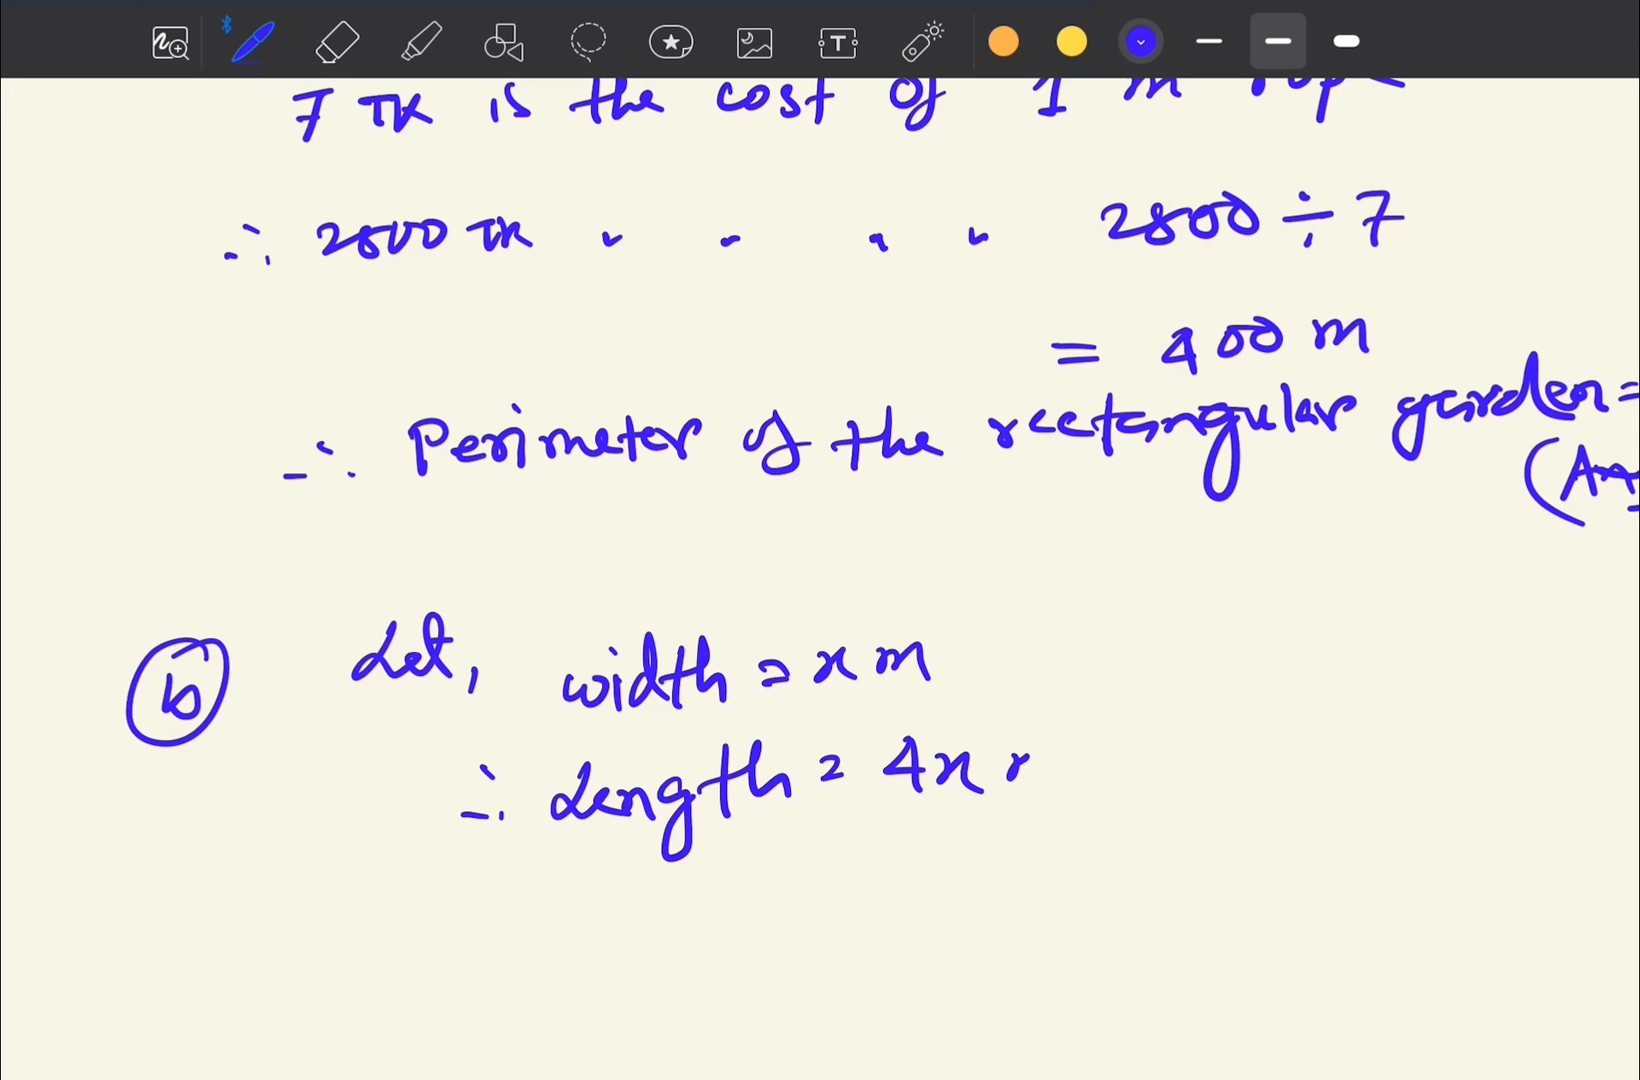 7 TK is the cost of 1 m rope
∴ 2800 TK " " " " 2800 ÷ 7
= 400 m
∴ Perimeter of the rectangular garden =
(Ans
b Let, width = x m
∴ Length = 4x